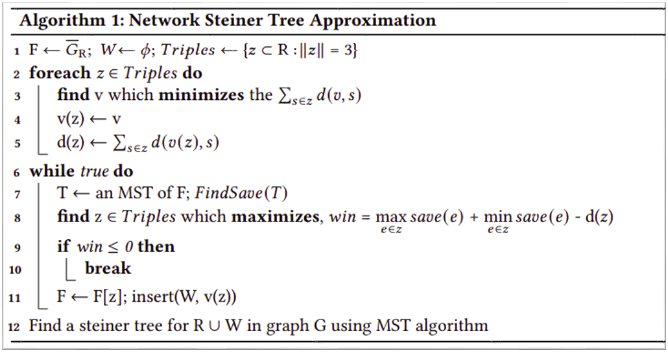 Algorithm 1: Network Steiner Tree Approximation
1 F ← G̅_R; W ← ϕ; Triples ← {z ⊂ R : ||z|| = 3}
2 foreach z ∈ Triples do
3 find v which minimizes the ∑_{s∈z} d(v, s)
4 v(z) ← v
5 d(z) ← ∑_{s∈z} d(v(z), s)
6 while true do
7 T ← an MST of F; FindSave(T)
8 find z ∈ Triples which maximizes, win = max_{e∈z} save(e) + min_{e∈z} save(e) - d(z)
9 if win ≤ 0 then
10 break
11 F ← F[z]; insert(W, v(z))
12 Find a steiner tree for R ∪ W in graph G using MST algorithm